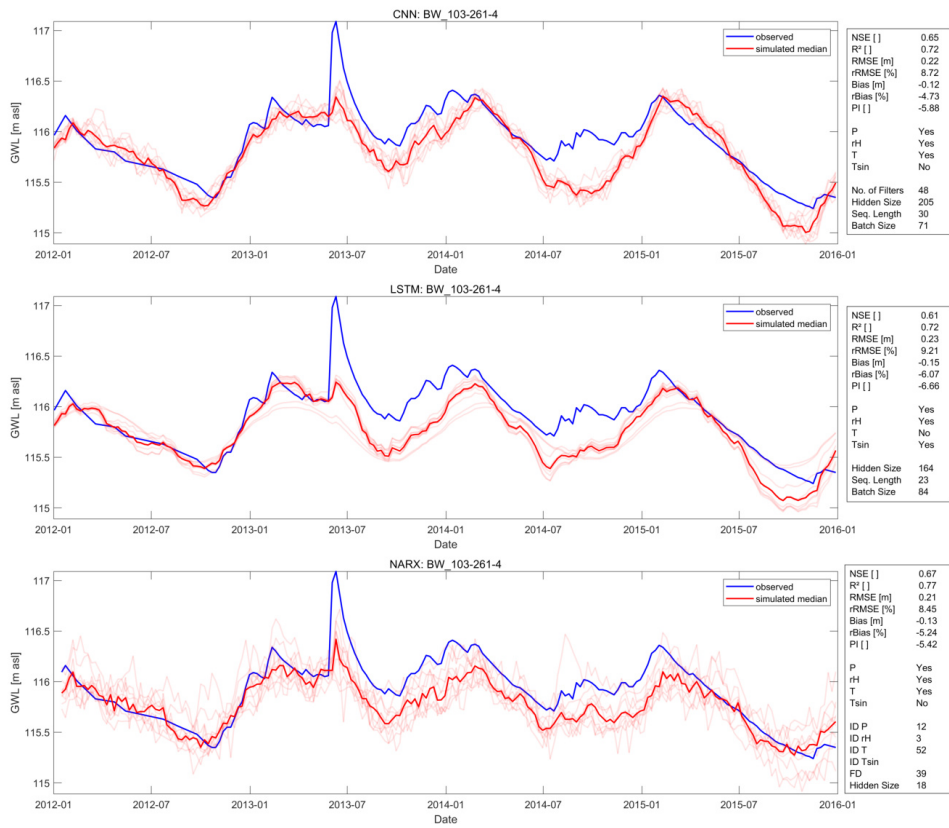 CNN: BW_103-261-4
117
116.5
116
115.5
115
GWL [m asl]
observed
simulated median
2012-01 2012-07 2013-01 2013-07 2014-01 2014-07 2015-01 2015-07 2016-01
Date
NSE [ ] 0.65
R² [ ] 0.72
RMSE [m] 0.22
rRMSE [%] 8.72
Bias [m] -0.12
rBias [%] -4.73
PI [ ] -5.88
P Yes
rH Yes
T Yes
Tsin No
No. of Filters 48
Hidden Size 205
Seq. Length 30
Batch Size 71
LSTM: BW_103-261-4
117
116.5
116
115.5
115
GWL [m asl]
observed
simulated median
2012-01 2012-07 2013-01 2013-07 2014-01 2014-07 2015-01 2015-07 2016-01
Date
NSE [ ] 0.61
R² [ ] 0.72
RMSE [m] 0.23
rRMSE [%] 9.21
Bias [m] -0.15
rBias [%] -6.07
PI [ ] -6.66
P Yes
rH Yes
T No
Tsin Yes
Hidden Size 164
Seq. Length 23
Batch Size 84
NARX: BW_103-261-4
117
116.5
116
115.5
115
GWL [m asl]
observed
simulated median
2012-01 2012-07 2013-01 2013-07 2014-01 2014-07 2015-01 2015-07 2016-01
Date
NSE [ ] 0.67
R² [ ] 0.77
RMSE [m] 0.21
rRMSE [%] 8.45
Bias [m] -0.13
rBias [%] -5.24
PI [ ] -5.42
P Yes
rH Yes
T Yes
Tsin No
ID P 12
ID rH 3
ID T 52
ID Tsin
FD 39
Hidden Size 18